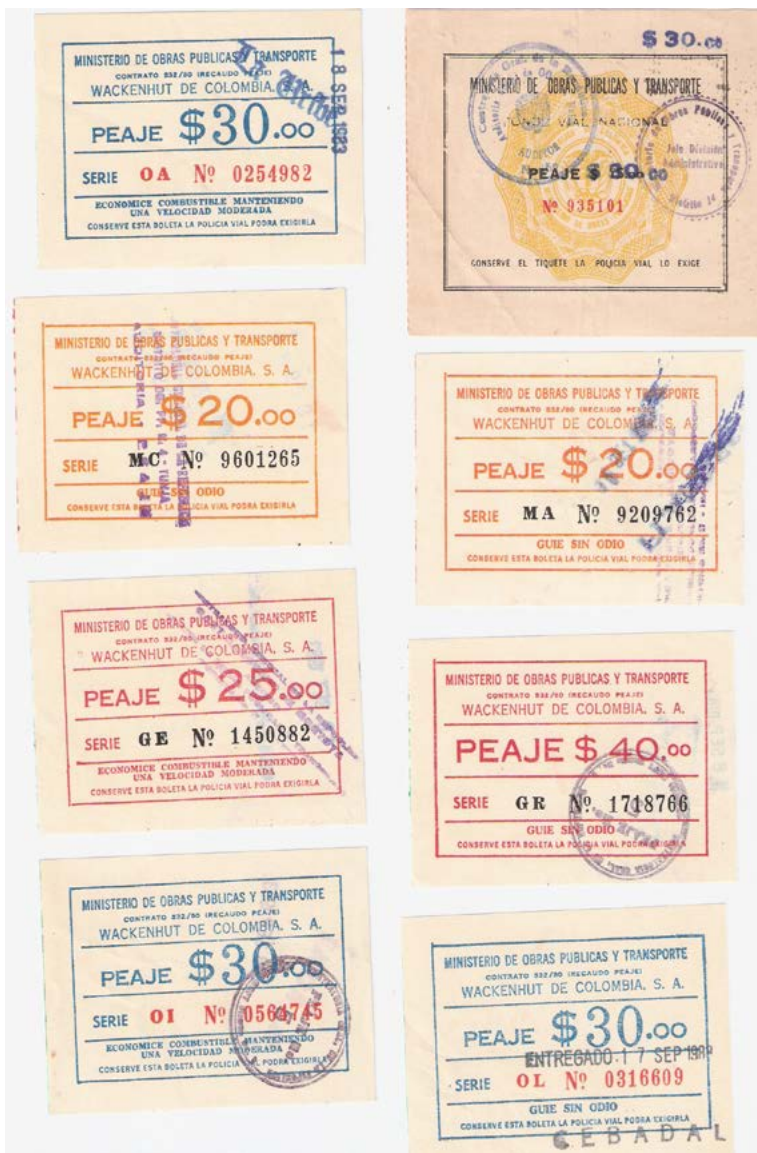 MINISTERIO DE OBRAS PUBLICAS Y TRANSPORTE
CONTRATO 532/80 (RECAUDO PEAJE)
WACKENHUT DE COLOMBIA. S. A.
18 SEP 1983
PEAJE $30.00
SERIE OA Nº 0254982
ECONOMICE COMBUSTIBLE MANTENIENDO
UNA VELOCIDAD MODERADA
CONSERVE ESTA BOLETA LA POLICIA VIAL PODRA EXIGIRLA
$ 30.00
MINISTERIO DE OBRAS PUBLICAS Y TRANSPORTE
FONDO VIAL NACIONAL
PEAJE $ 30.00
Nº 935101
Jefe División
Administrativa
Distrito 14
CONSERVE EL TIQUETE LA POLICIA VIAL LO EXIGE
MINISTERIO DE OBRAS PUBLICAS Y TRANSPORTE
CONTRATO 532/80 (RECAUDO PEAJE)
WACKENHUT DE COLOMBIA. S. A.
PEAJE $20.00
SERIE MC Nº 9601265
GUIE SIN ODIO
CONSERVE ESTA BOLETA LA POLICIA VIAL PODRA EXIGIRLA
MINISTERIO DE OBRAS PUBLICAS Y TRANSPORTE
CONTRATO 532/80 (RECAUDO PEAJE)
WACKENHUT DE COLOMBIA. S. A.
PEAJE $20.00
SERIE MA Nº 9209762
GUIE SIN ODIO
CONSERVE ESTA BOLETA LA POLICIA VIAL PODRA EXIGIRLA
MINISTERIO DE OBRAS PUBLICAS Y TRANSPORTE
CONTRATO 532/80 (RECAUDO PEAJE)
WACKENHUT DE COLOMBIA. S. A.
PEAJE $25.00
SERIE GE Nº 1450882
ECONOMICE COMBUSTIBLE MANTENIENDO
UNA VELOCIDAD MODERADA
CONSERVE ESTA BOLETA LA POLICIA VIAL PODRA EXIGIRLA
MINISTERIO DE OBRAS PUBLICAS Y TRANSPORTE
CONTRATO 532/80 (RECAUDO PEAJE)
WACKENHUT DE COLOMBIA. S. A.
PEAJE $40.00
SERIE GR Nº 1718766
GUIE SIN ODIO
CONSERVE ESTA BOLETA LA POLICIA VIAL PODRA EXIGIRLA
MINISTERIO DE OBRAS PUBLICAS Y TRANSPORTE
CONTRATO 532/80 (RECAUDO PEAJE)
WACKENHUT DE COLOMBIA. S. A.
PEAJE $30.00
SERIE OI Nº 0564745
ECONOMICE COMBUSTIBLE MANTENIENDO
UNA VELOCIDAD MODERADA
CONSERVE ESTA BOLETA LA POLICIA VIAL PODRA EXIGIRLA
MINISTERIO DE OBRAS PUBLICAS Y TRANSPORTE
CONTRATO 532/80 (RECAUDO PEAJE)
WACKENHUT DE COLOMBIA. S. A.
PEAJE $30.00
ENTREGADO 17 SEP
SERIE OL Nº 0316609
GUIE SIN ODIO
CONSERVE ESTA BOLETA LA POLICIA VIAL PODRA EXIGIRLA
CEBADAL